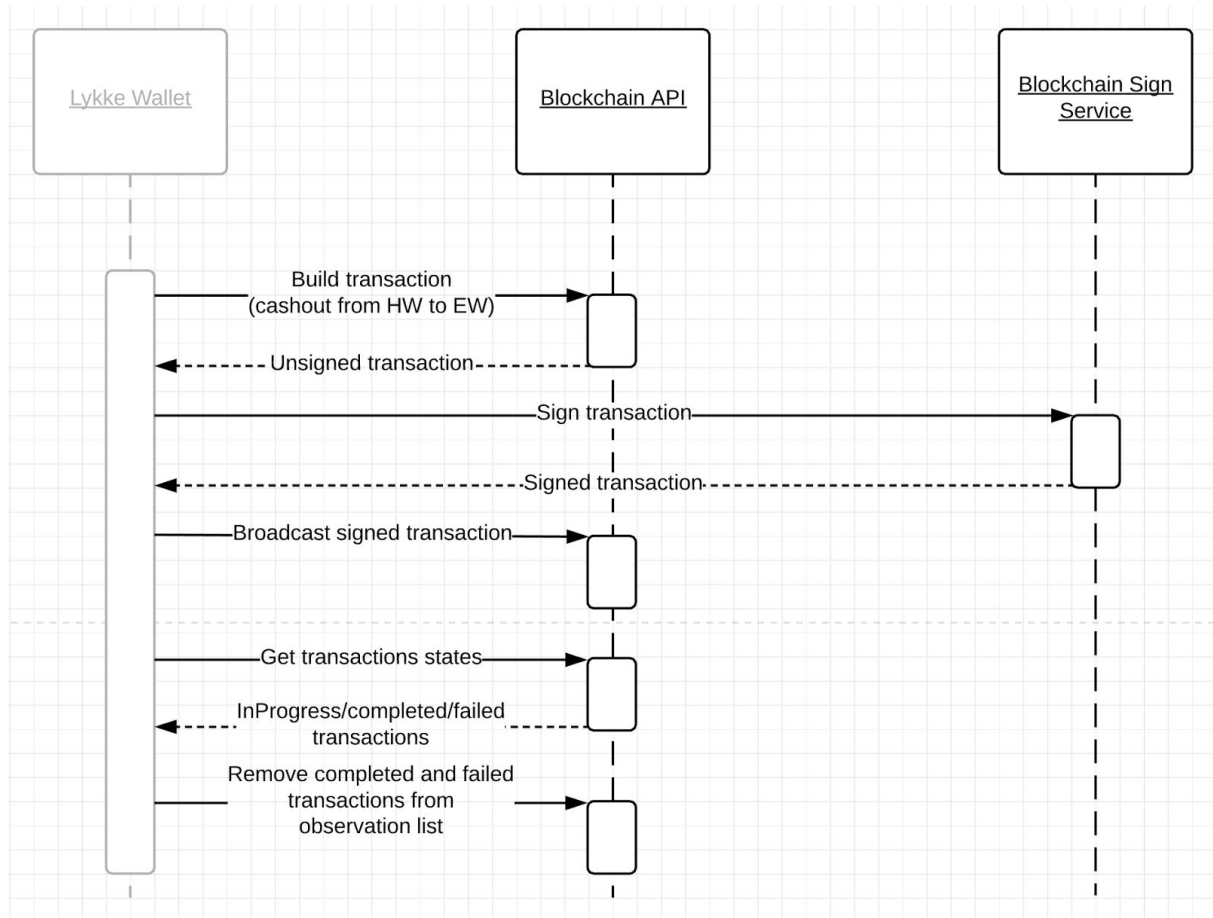 Lykke Wallet
Blockchain API
Blockchain Sign
Service
Build transaction
(cashout from HW to EW)
Unsigned transaction
Sign transaction
Signed transaction
Broadcast signed transaction
Get transactions states
InProgress/completed/failed
transactions
Remove completed and failed
transactions from
observation list